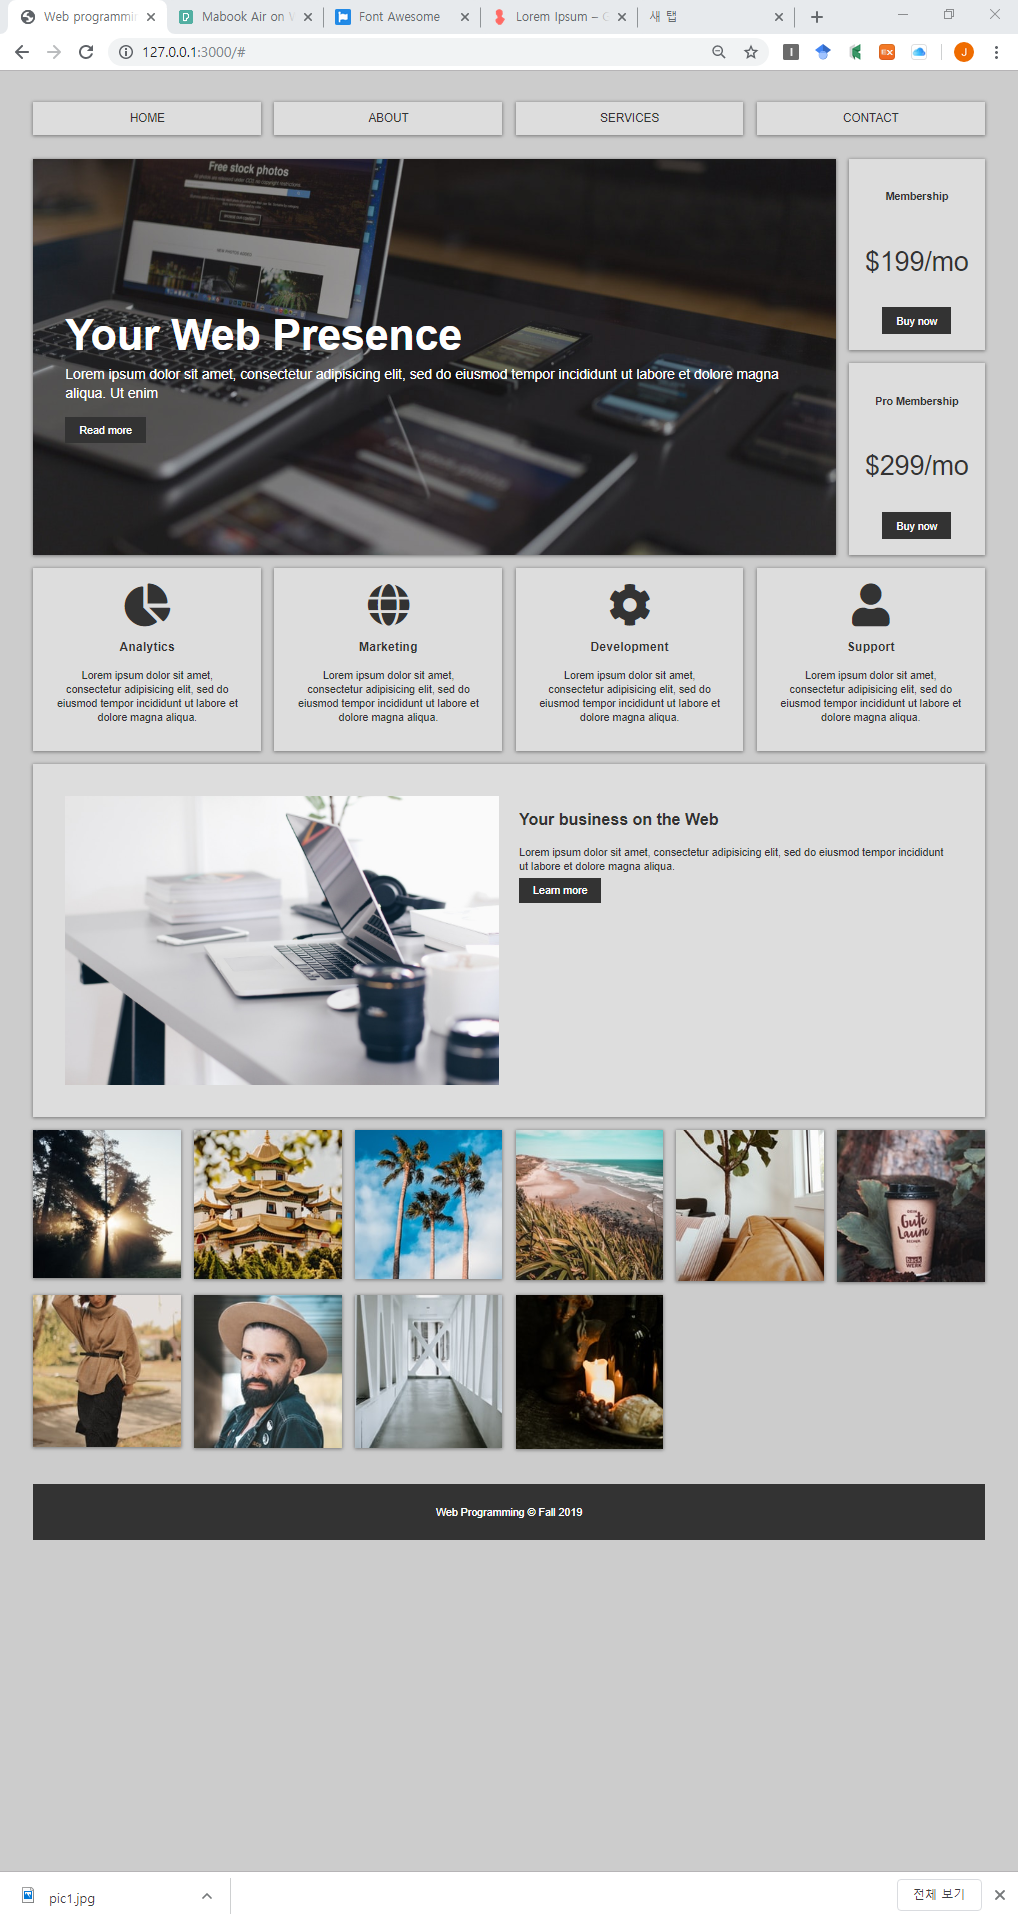 Web programmin
Mabook Air on
Font Awesome
Lorem Ipsum –
새 탭
127.0.0.1:3000/#
J
HOME
ABOUT
SERVICES
CONTACT
Free stock photos
Your Web Presence
Lorem ipsum dolor sit amet, consectetur adipisicing elit, sed do eiusmod tempor incididunt ut labore et dolore magna
aliqua. Ut enim
Read more
Membership
$199/mo
Buy now
Pro Membership
$299/mo
Buy now
Analytics
Lorem ipsum dolor sit amet,
consectetur adipisicing elit, sed do
eiusmod tempor incididunt ut labore et
dolore magna aliqua.
Marketing
Lorem ipsum dolor sit amet,
consectetur adipisicing elit, sed do
eiusmod tempor incididunt ut labore et
dolore magna aliqua.
Development
Lorem ipsum dolor sit amet,
consectetur adipisicing elit, sed do
eiusmod tempor incididunt ut labore et
dolore magna aliqua.
Support
Lorem ipsum dolor sit amet,
consectetur adipisicing elit, sed do
eiusmod tempor incididunt ut labore et
dolore magna aliqua.
Your business on the Web
Lorem ipsum dolor sit amet, consectetur adipisicing elit, sed do eiusmod tempor incididunt
ut labore et dolore magna aliqua.
Learn more
Gute
Laune
WERK
Web Programming © Fall 2019
pic1.jpg
전체 보기